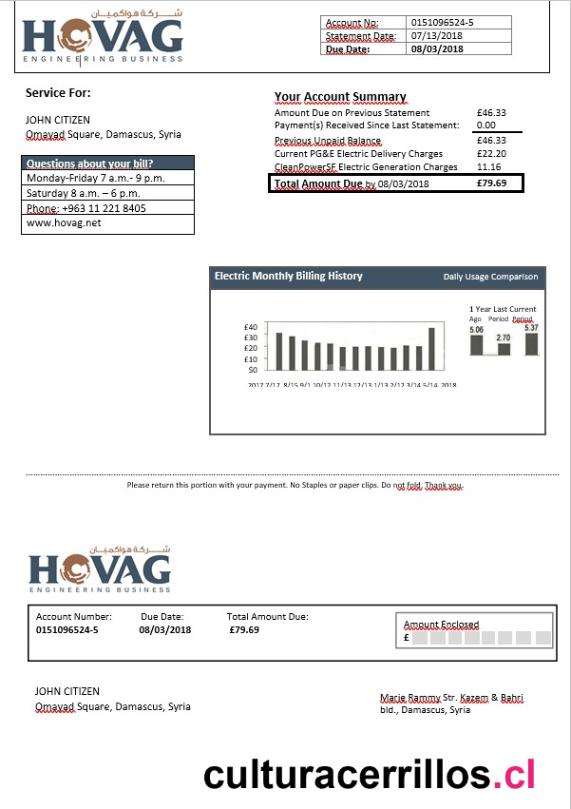 شركة هواكميان
HOVAG
ENGINEERING BUSINESS
Account No: 0151096524-5
Statement Date: 07/13/2018
Due Date: 08/03/2018
Service For:
JOHN CITIZEN
Omayad Square, Damascus, Syria
Questions about your bill?
Monday-Friday 7 a.m.- 9 p.m.
Saturday 8 a.m. – 6 p.m.
Phone: +963 11 221 8405
www.hovag.net
Your Account Summary
Amount Due on Previous Statement £46.33
Payment(s) Received Since Last Statement: 0.00
Previous Unpaid Balance £46.33
Current PG&E Electric Delivery Charges £22.20
CleanPowerSF Electric Generation Charges 11.16
Total Amount Due by 08/03/2018 £79.69
Electric Monthly Billing History Daily Usage Comparison
1 Year Last Current
Ago Period Period
5.06 2.70 5.37
£40
£30
£20
£10
$0
2017 7/17 8/15 9/1 10/12 11/13 12/13 1/13 2/12 3/14 5/14 2018
Please return this portion with your payment. No Staples or paper clips. Do not fold. Thank you.
شركة هواكميان
HOVAG
ENGINEERING BUSINESS
Account Number: Due Date: Total Amount Due:
0151096524-5 08/03/2018 £79.69
Amount Enclosed
£
JOHN CITIZEN
Omayad Square, Damascus, Syria
Marie Rammy Str. Kazem & Bahri
bld., Damascus, Syria
culturacerrillos.cl